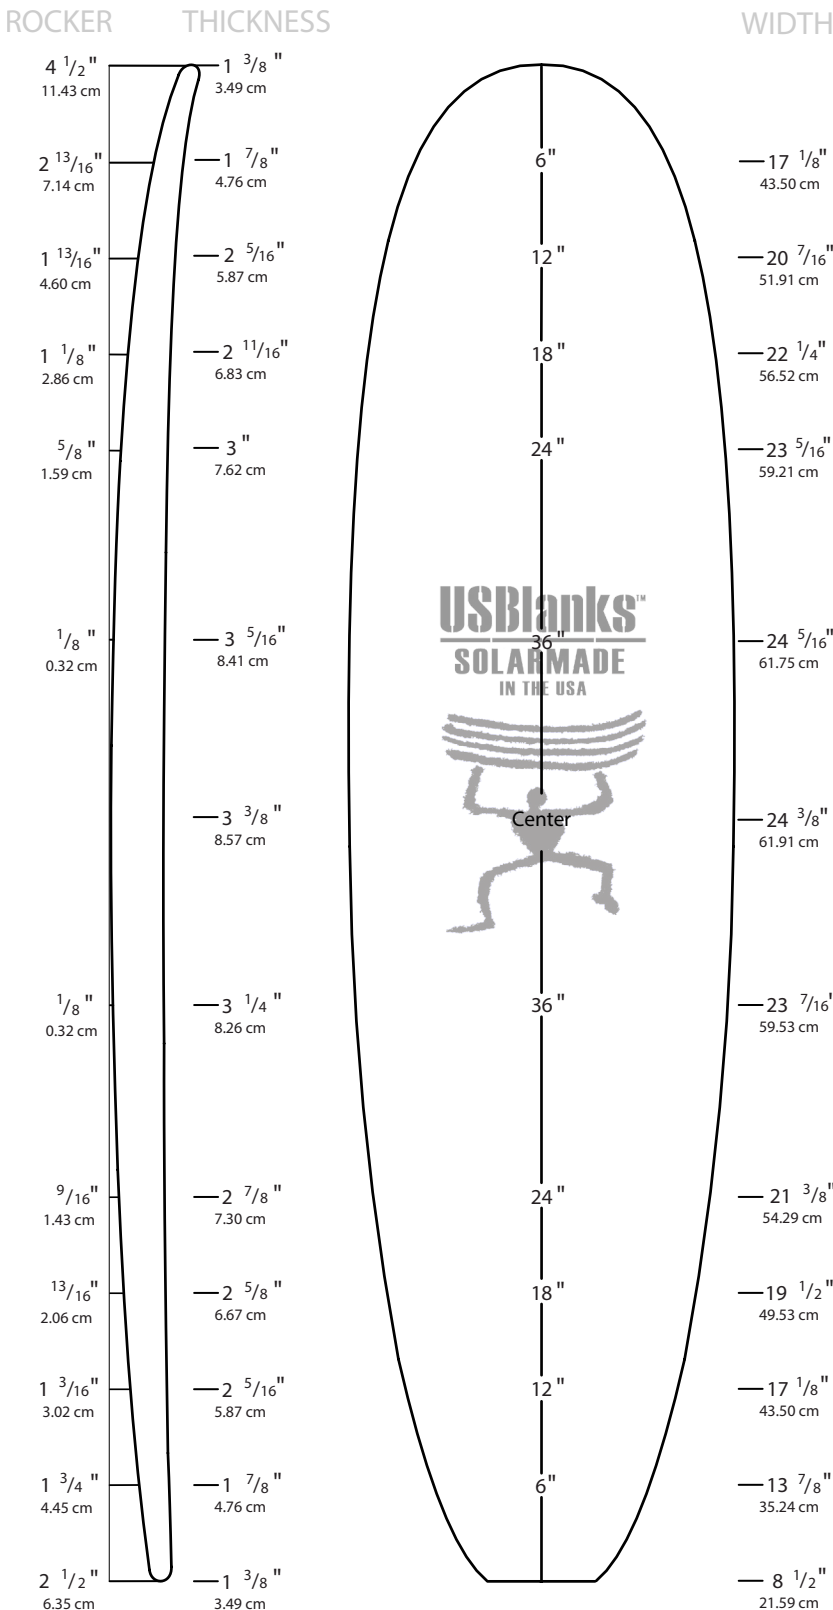 ROCKER THICKNESS WIDTH
4 1/2" 1 3/8"
11.43 cm 3.49 cm
2 13/16" 1 7/8" 6" 17 1/8"
7.14 cm 4.76 cm 43.50 cm
1 13/16" 2 5/16" 12" 20 7/16"
4.60 cm 5.87 cm 51.91 cm
1 1/8" 2 11/16" 18" 22 1/4"
2.86 cm 6.83 cm 56.52 cm
5/8" 3" 24" 23 5/16"
1.59 cm 7.62 cm 59.21 cm
USBlanks™
1/8" 3 5/16" 36" 24 5/16"
0.32 cm 8.41 cm 61.75 cm
SOLARMADE
IN THE USA
3 3/8" Center 24 3/8"
8.57 cm 61.91 cm
1/8" 3 1/4" 36" 23 7/16"
0.32 cm 8.26 cm 59.53 cm
9/16" 2 7/8" 24" 21 3/8"
1.43 cm 7.30 cm 54.29 cm
13/16" 2 5/8" 18" 19 1/2"
2.06 cm 6.67 cm 49.53 cm
1 3/16" 2 5/16" 12" 17 1/8"
3.02 cm 5.87 cm 43.50 cm
1 3/4" 1 7/8" 6" 13 7/8"
4.45 cm 4.76 cm 35.24 cm
2 1/2" 1 3/8" 8 1/2"
6.35 cm 3.49 cm 21.59 cm